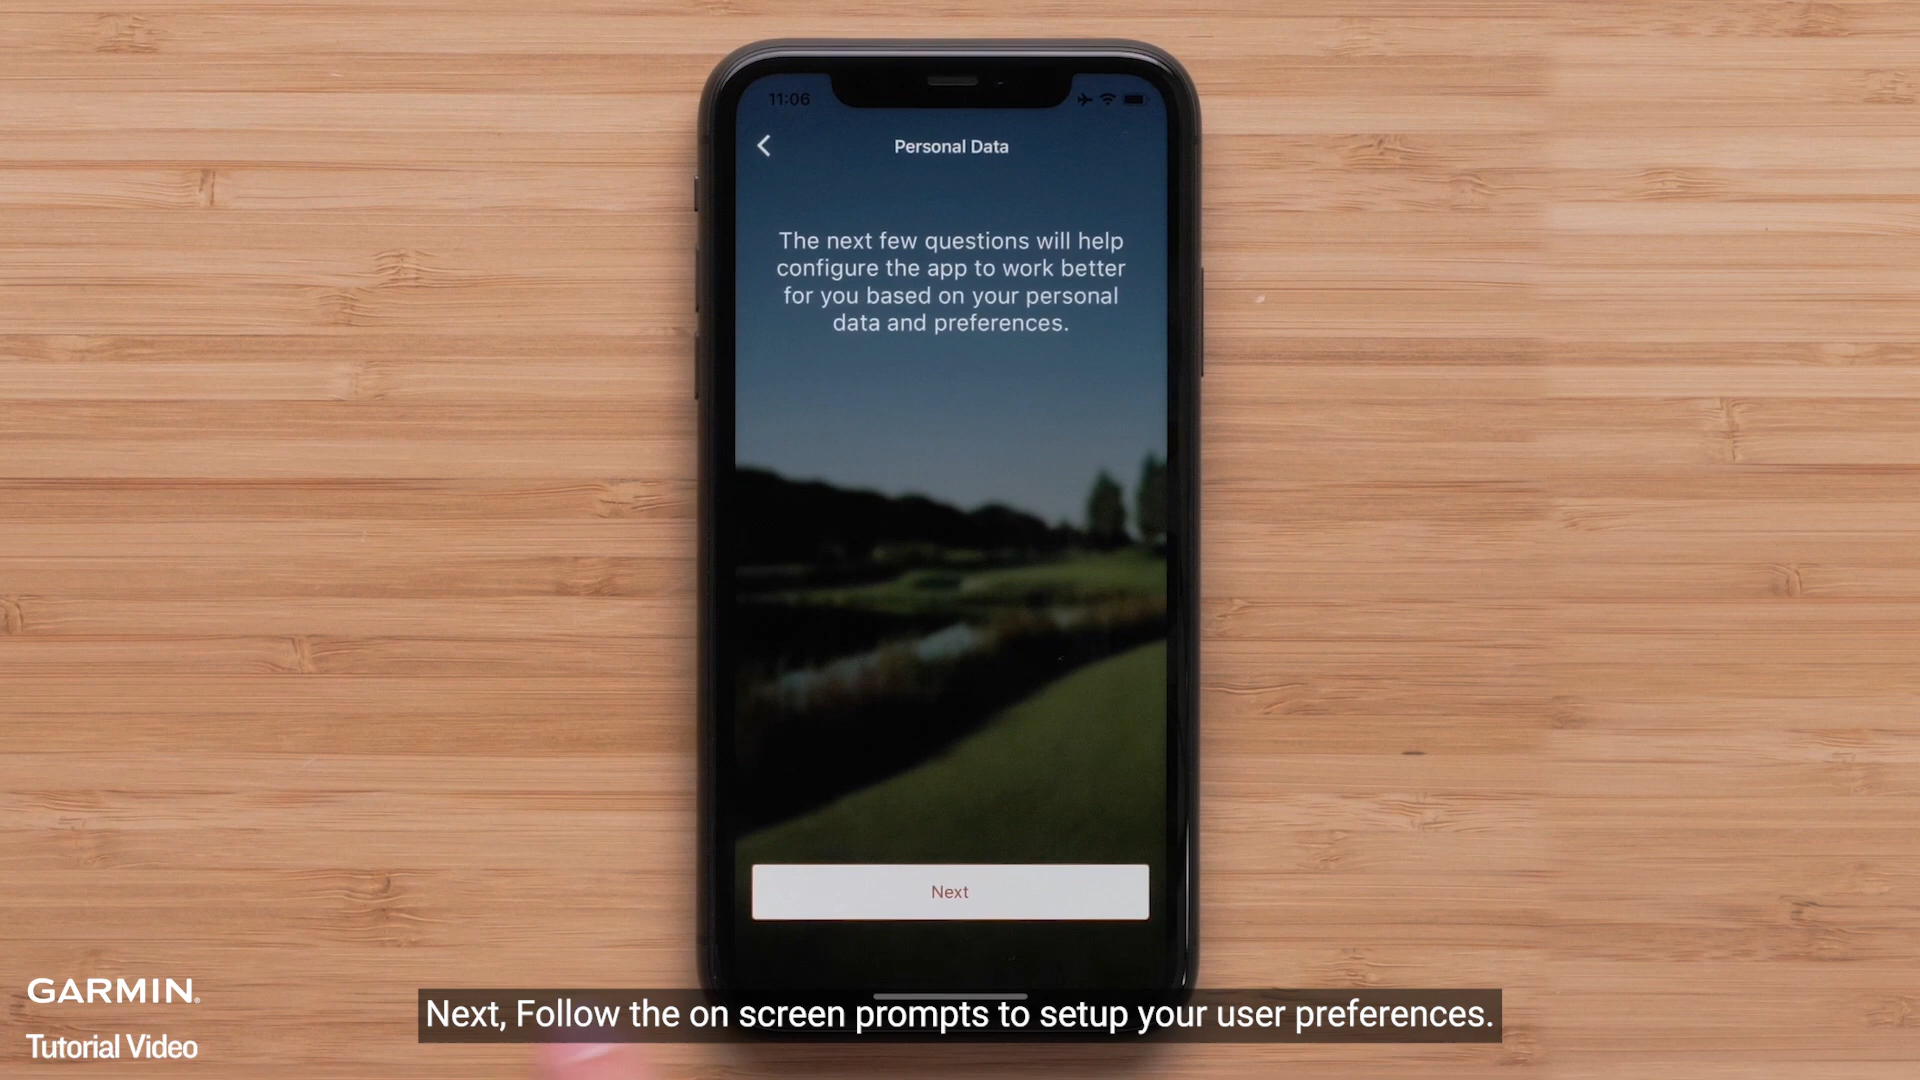 11:06
Personal Data
The next few questions will help
configure the app to work better
for you based on your personal
data and preferences.
Next
GARMIN®
Tutorial Video
Next, Follow the on screen prompts to setup your user preferences.